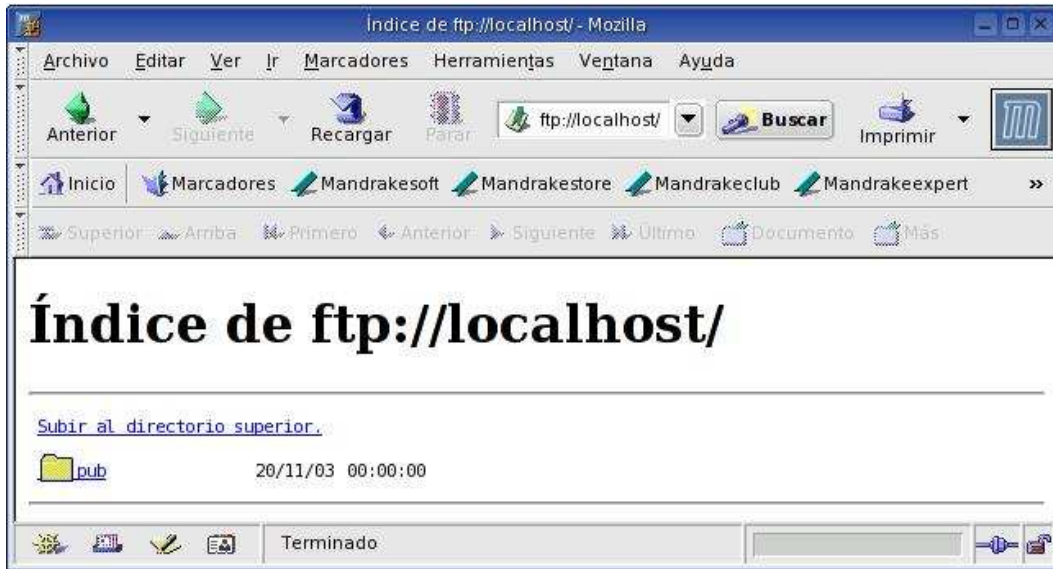 Índice de ftp://localhost/ - Mozilla
Archivo Editar Ver Ir Marcadores Herramientas Ventana Ayuda
Anterior Siguiente Recargar Parar ftp://localhost/ Buscar Imprimir
Inicio Marcadores Mandrakesoft Mandrakestore Mandrakeclub Mandrakeexpert »
Superior Arriba Primero Anterior Siguiente Último Documento Más
Índice de ftp://localhost/
Subir al directorio superior.
pub 20/11/03 00:00:00
Terminado